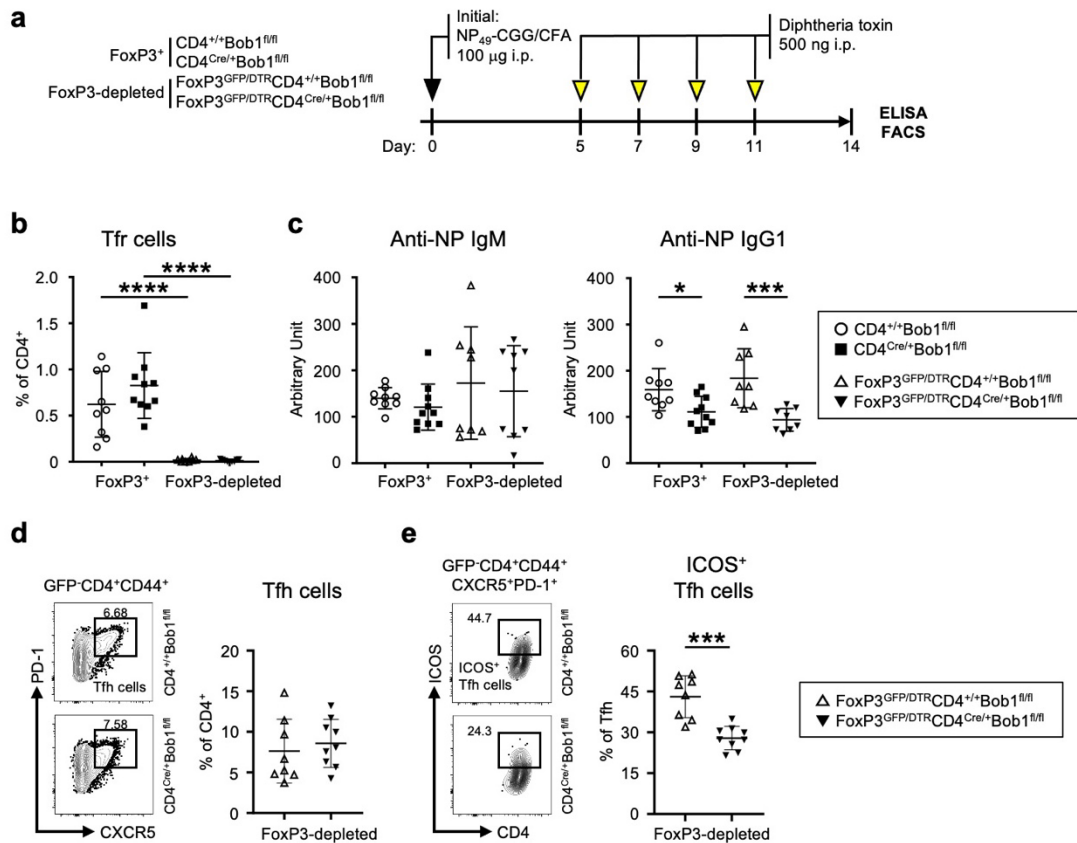 a
FoxP3⁺
CD4⁺/⁺Bob1ᶠˡ/ᶠˡ
CD4ᶜʳᵉ/⁺Bob1ᶠˡ/ᶠˡ
FoxP3-depleted
FoxP3ᴳᶠᴾ/ᴰᵀᴿCD4⁺/⁺Bob1ᶠˡ/ᶠˡ
FoxP3ᴳᶠᴾ/ᴰᵀᴿCD4ᶜʳᵉ/⁺Bob1ᶠˡ/ᶠˡ
Initial:
NP₄₉-CGG/CFA
100 µg i.p.
Diphtheria toxin
500 ng i.p.
ELISA
FACS
Day: 0 5 7 9 11 14
b
Tfr cells
% of CD4⁺
2.0
1.5
1.0
0.5
0
****
****
FoxP3⁺ FoxP3-depleted
c
Anti-NP IgM
Arbitrary Unit
400
300
200
100
0
FoxP3⁺ FoxP3-depleted
Anti-NP IgG1
Arbitrary Unit
400
300
200
100
0
*
***
FoxP3⁺ FoxP3-depleted
CD4⁺/⁺Bob1ᶠˡ/ᶠˡ
CD4ᶜʳᵉ/⁺Bob1ᶠˡ/ᶠˡ
FoxP3ᴳᶠᴾ/ᴰᵀᴿCD4⁺/⁺Bob1ᶠˡ/ᶠˡ
FoxP3ᴳᶠᴾ/ᴰᵀᴿCD4ᶜʳᵉ/⁺Bob1ᶠˡ/ᶠˡ
d
GFP⁻CD4⁺CD44⁺
6.68
Tfh cells
CD4⁺/⁺Bob1ᶠˡ/ᶠˡ
7.58
CD4ᶜʳᵉ/⁺Bob1ᶠˡ/ᶠˡ
PD-1
CXCR5
Tfh cells
% of CD4⁺
20
15
10
5
0
FoxP3-depleted
e
GFP⁻CD4⁺CD44⁺
CXCR5⁺PD-1⁺
44.7
ICOS⁺
Tfh cells
CD4⁺/⁺Bob1ᶠˡ/ᶠˡ
24.3
CD4ᶜʳᵉ/⁺Bob1ᶠˡ/ᶠˡ
ICOS
CD4
ICOS⁺
Tfh cells
% of Tfh
60
45
30
15
0
***
FoxP3-depleted
FoxP3ᴳᶠᴾ/ᴰᵀᴿCD4⁺/⁺Bob1ᶠˡ/ᶠˡ
FoxP3ᴳᶠᴾ/ᴰᵀᴿCD4ᶜʳᵉ/⁺Bob1ᶠˡ/ᶠˡ